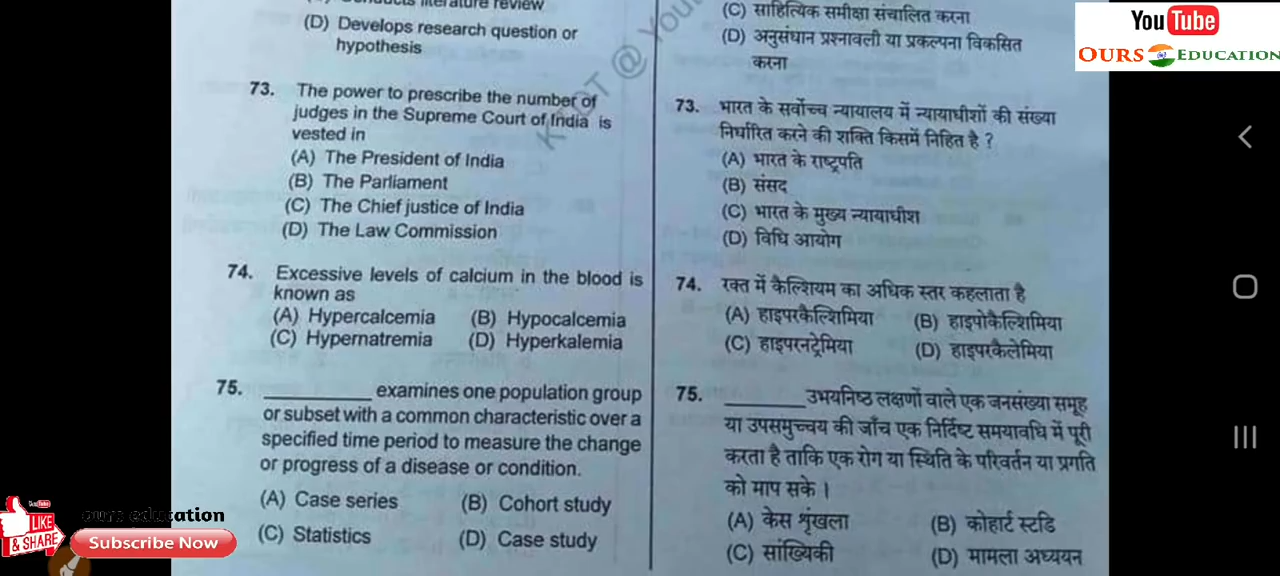 literature review
(D) Develops research question or
hypothesis
73. The power to prescribe the number of
judges in the Supreme Court of India is
vested in
(A) The President of India
(B) The Parliament
(C) The Chief justice of India
(D) The Law Commission
74. Excessive levels of calcium in the blood is
known as
(A) Hypercalcemia (B) Hypocalcemia
(C) Hypernatremia (D) Hyperkalemia
75. ________ examines one population group
or subset with a common characteristic over a
specified time period to measure the change
or progress of a disease or condition.
(A) Case series (B) Cohort study
(C) Statistics (D) Case study
(C) साहित्यिक समीक्षा संचालित करना
(D) अनुसंधान प्रश्नावली या प्रकल्पना विकसित
करना
73. भारत के सर्वोच्च न्यायालय में न्यायाधीशों की संख्या
निर्धारित करने की शक्ति किसमें निहित है ?
(A) भारत के राष्ट्रपति
(B) संसद
(C) भारत के मुख्य न्यायाधीश
(D) विधि आयोग
74. रक्त में कैल्शियम का अधिक स्तर कहलाता है
(A) हाइपरकैल्शिमिया (B) हाइपोकैल्शिमिया
(C) हाइपरनट्रेमिया (D) हाइपरकैलेमिया
75. ________ उभयनिष्ठ लक्षणों वाले एक जनसंख्या समूह
या उपसमुच्चय की जाँच एक निर्दिष्ट समयावधि में पूरी
करता है ताकि एक रोग या स्थिति के परिवर्तन या प्रगति
को माप सके ।
(A) केस श्रृंखला (B) कोहार्ट स्टडि
(C) सांख्यिकी (D) मामला अध्ययन
YouTube
OURS EDUCATION
LIKE
& SHARE
ours education
Subscribe Now